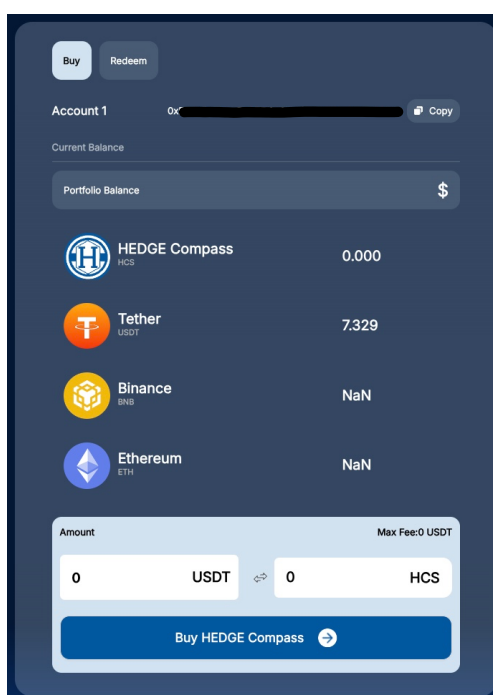 Buy Redeem
Account 1 0x Copy
Current Balance
Portfolio Balance $
HEDGE Compass 0.000
HCS
Tether 7.329
USDT
Binance NaN
BNB
Ethereum NaN
ETH
Amount Max Fee:0 USDT
0 USDT 0 HCS
Buy HEDGE Compass